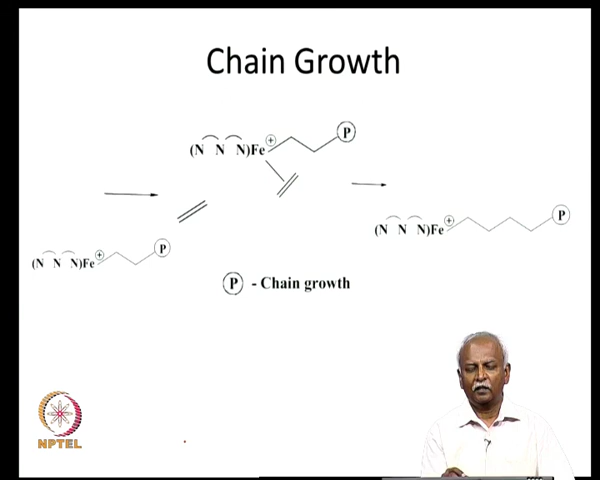 Chain Growth
(N N N)Fe
+
P
(N N N)Fe
+
P
(N N N)Fe
+
P
P - Chain growth
NPTEL